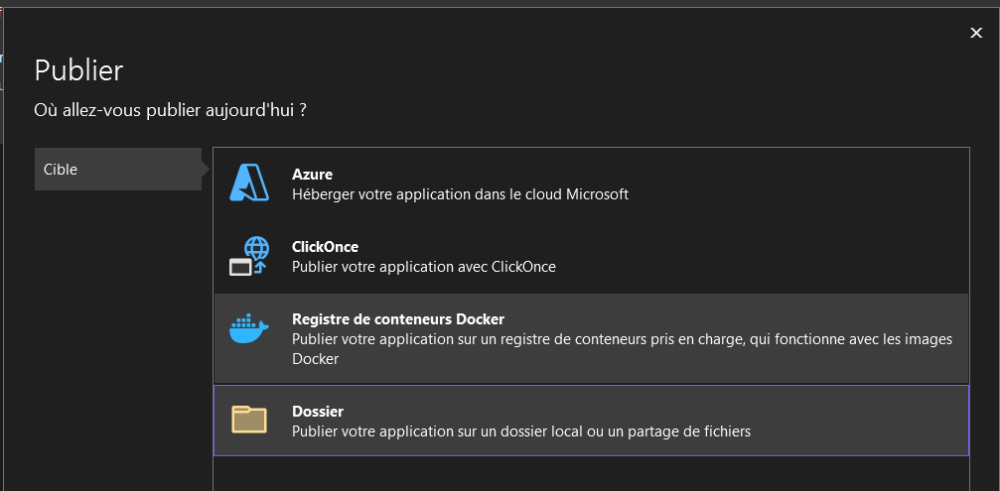 Publier
Où allez-vous publier aujourd'hui ?
Cible
Azure
Héberger votre application dans le cloud Microsoft
ClickOnce
Publier votre application avec ClickOnce
Registre de conteneurs Docker
Publier votre application sur un registre de conteneurs pris en charge, qui fonctionne avec les images
Docker
Dossier
Publier votre application sur un dossier local ou un partage de fichiers